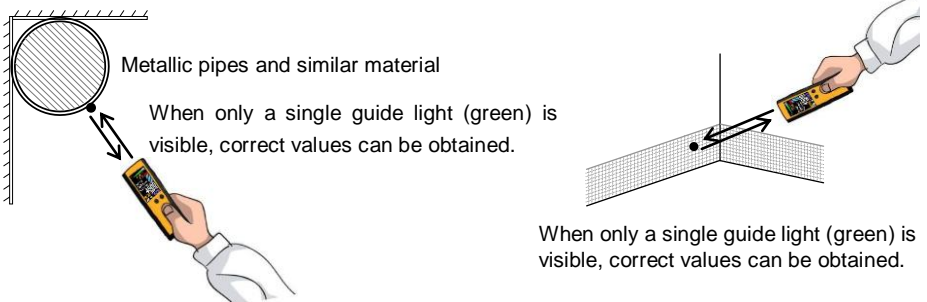 Metallic pipes and similar material
When only a single guide light (green) is
visible, correct values can be obtained.
When only a single guide light (green) is
visible, correct values can be obtained.